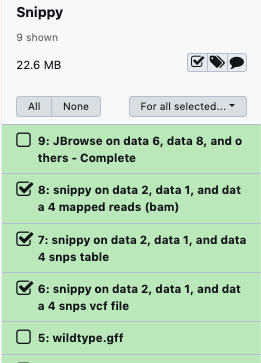 Snippy
9 shown
22.6 MB
All None For all selected...
9: JBrowse on data 6, data 8, and o
thers - Complete
8: snippy on data 2, data 1, and dat
a 4 mapped reads (bam)
7: snippy on data 2, data 1, and data
4 snps table
6: snippy on data 2, data 1, and dat
a 4 snps vcf file
5: wildtype.gff